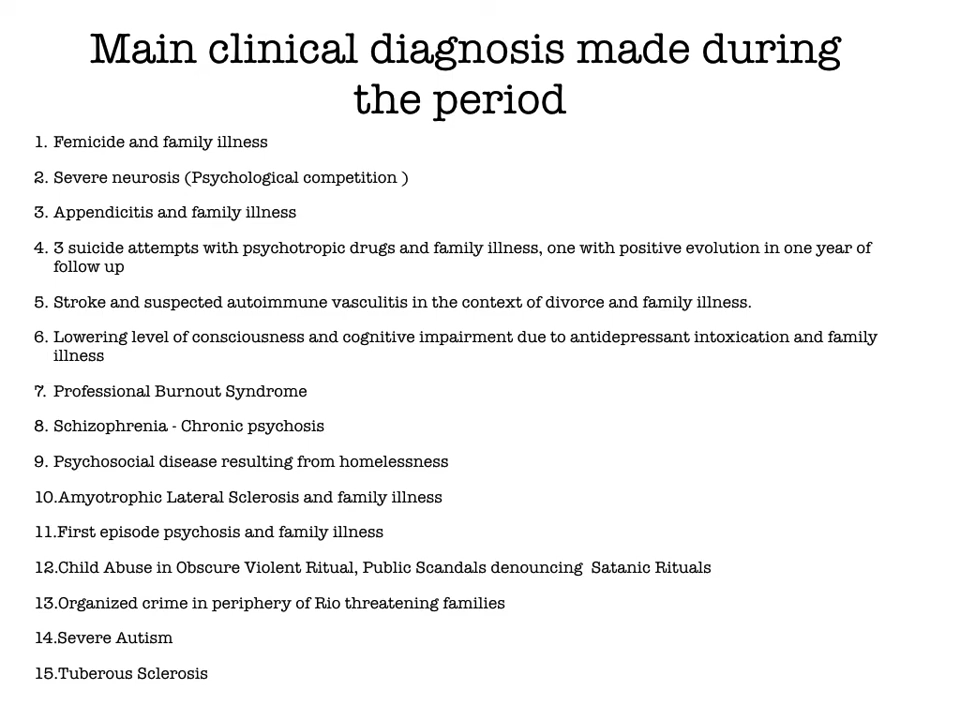 Main clinical diagnosis made during
the period
1. Femicide and family illness
2. Severe neurosis (Psychological competition )
3. Appendicitis and family illness
4. 3 suicide attempts with psychotropic drugs and family illness, one with positive evolution in one year of
follow up
5. Stroke and suspected autoimmune vasculitis in the context of divorce and family illness.
6. Lowering level of consciousness and cognitive impairment due to antidepressant intoxication and family
illness
7. Professional Burnout Syndrome
8. Schizophrenia - Chronic psychosis
9. Psychosocial disease resulting from homelessness
10.Amyotrophic Lateral Sclerosis and family illness
11.First episode psychosis and family illness
12.Child Abuse in Obscure Violent Ritual, Public Scandals denouncing  Satanic Rituals
13.Organized crime in periphery of Rio threatening families
14.Severe Autism
15.Tuberous Sclerosis